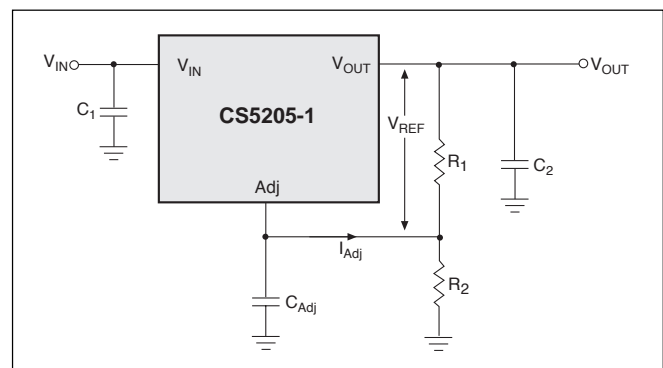 V_IN
V_IN
V_OUT
V_OUT
C_1
CS5205-1
V_REF
R_1
C_2
Adj
I_Adj
R_2
C_Adj